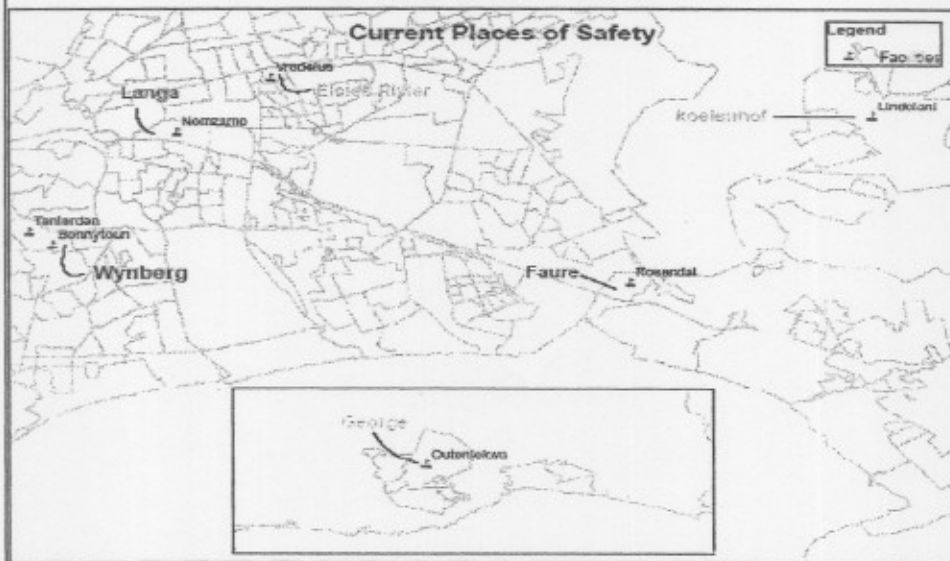 Current Places of Safety
Legend
Facilities
Vredelus
Elsies River
Langa
Nomzamo
Lindelani
Koelenhof
Tenterden
Bonnytoun
Wynberg
Faure
Rosendal
George
Outeniekwa